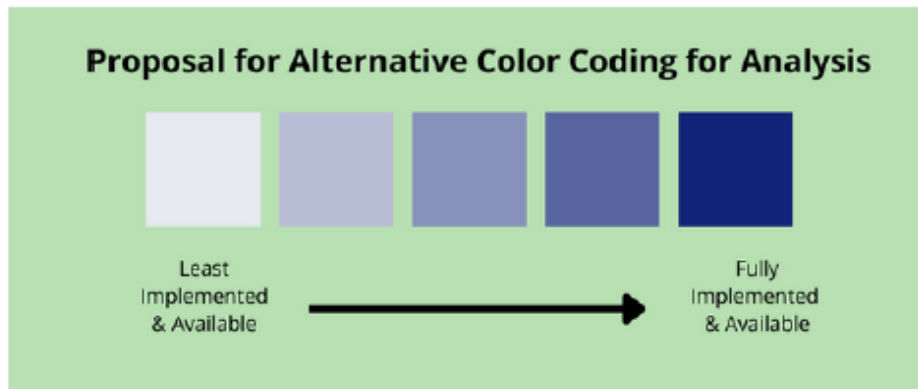 Proposal for Alternative Color Coding for Analysis
Least
Implemented
& Available
Fully
Implemented
& Available